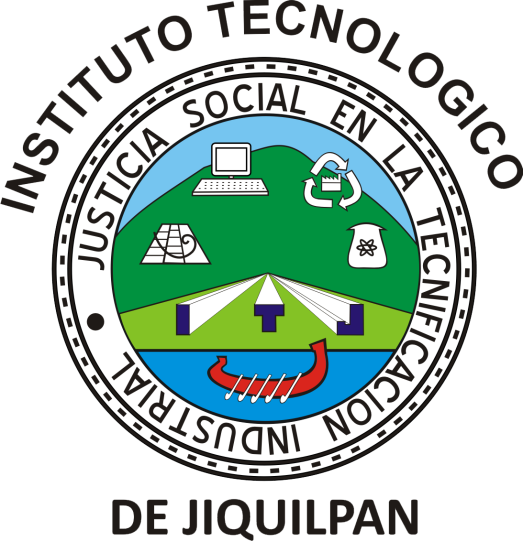 INSTITUTO TECNOLOGICO
JUSTICIA SOCIAL EN LA TECNIFICACION INDUSTRIAL •
I T J
DE JIQUILPAN